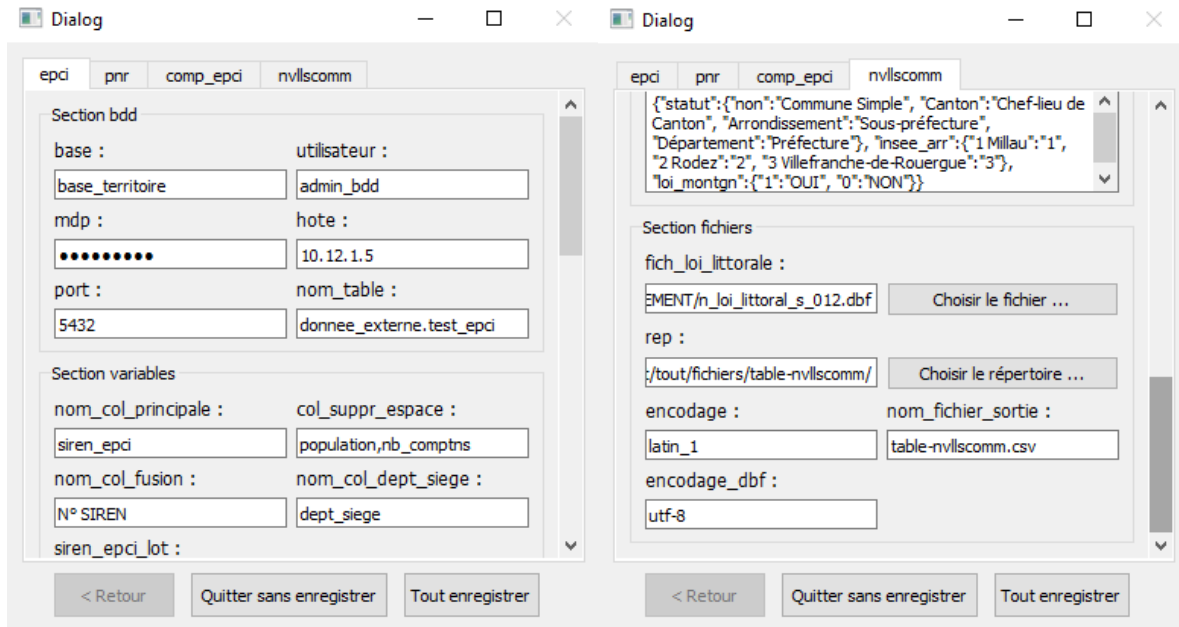 Dialog
epci pnr comp_epci nvllscomm
Section bdd
base : utilisateur :
base_territoire admin_bdd
mdp : hote :
●●●●●●●●● 10.12.1.5
port : nom_table :
5432 donnee_externe.test_epci
Section variables
nom_col_principale : col_suppr_espace :
siren_epci population,nb_comptns
nom_col_fusion : nom_col_dept_siege :
N° SIREN dept_siege
siren_epci_lot :
< Retour Quitter sans enregistrer Tout enregistrer
Dialog
epci pnr comp_epci nvllscomm
{"statut":{"non":"Commune Simple", "Canton":"Chef-lieu de
Canton", "Arrondissement":"Sous-préfecture",
"Département":"Préfecture"}, "insee_arr":{"1 Millau":"1",
"2 Rodez":"2", "3 Villefranche-de-Rouergue":"3"},
"loi_montgn":{"1":"OUI", "0":"NON"}}
Section fichiers
fich_loi_littorale :
EMENT/n_loi_littoral_s_012.dbf Choisir le fichier ...
rep :
:/tout/fichiers/table-nvllscomm/ Choisir le répertoire ...
encodage : nom_fichier_sortie :
latin_1 table-nvllscomm.csv
encodage_dbf :
utf-8
< Retour Quitter sans enregistrer Tout enregistrer